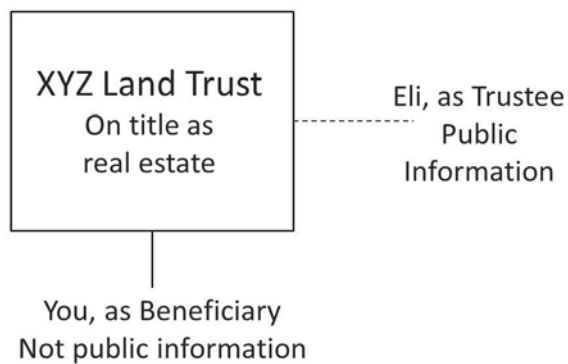 XYZ Land Trust
On title as
real estate
Eli, as Trustee
Public
Information
You, as Beneficiary
Not public information